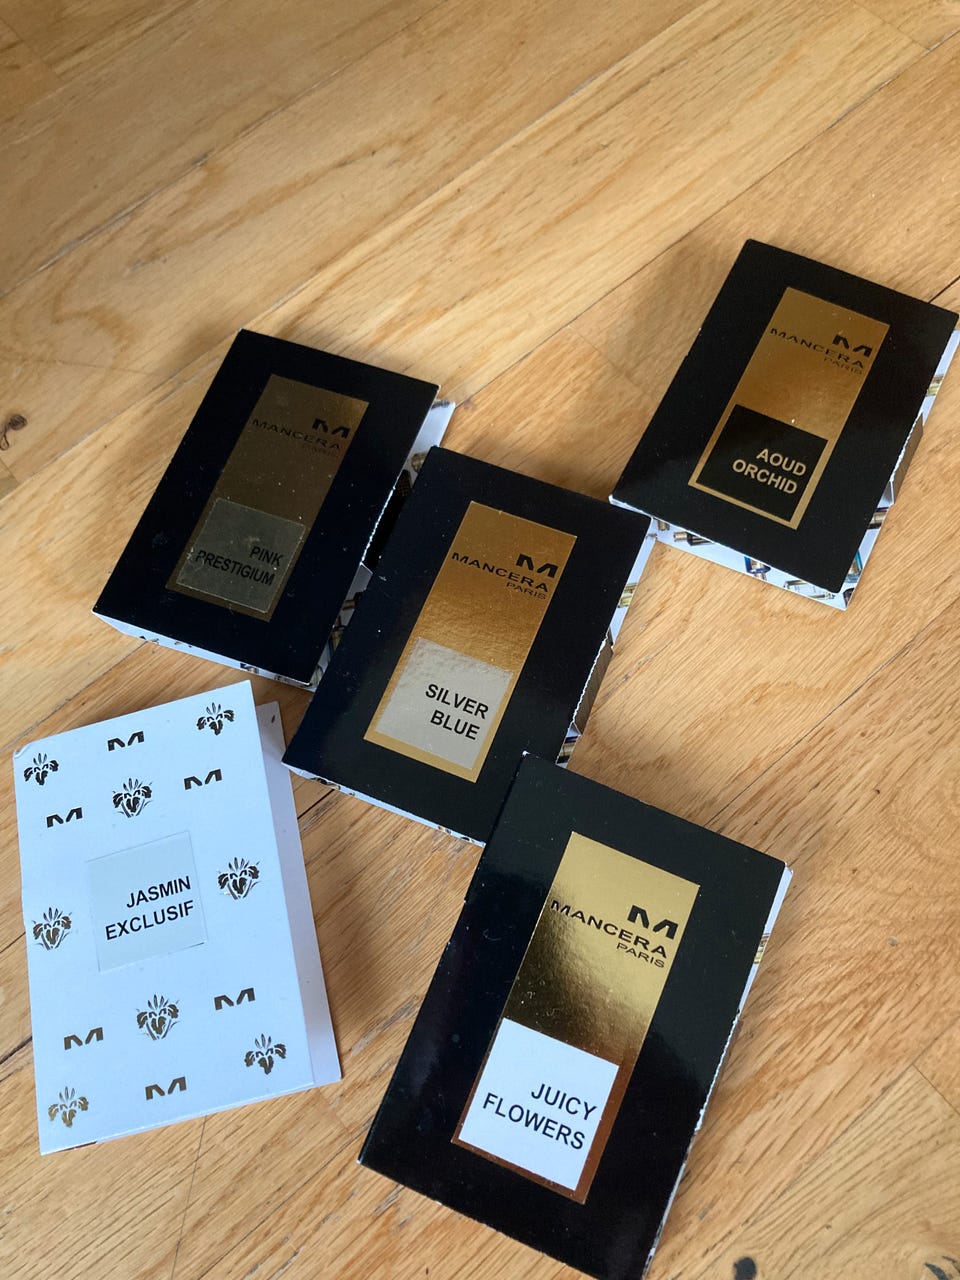 M
MANCERA
PARIS
PINK
PRESTIGIUM
M
MANCERA
PARIS
AOUD
ORCHID
M
MANCERA
PARIS
SILVER
BLUE
M
M
M
JASMIN
EXCLUSIF
M
M
M
M
MANCERA
PARIS
JUICY
FLOWERS